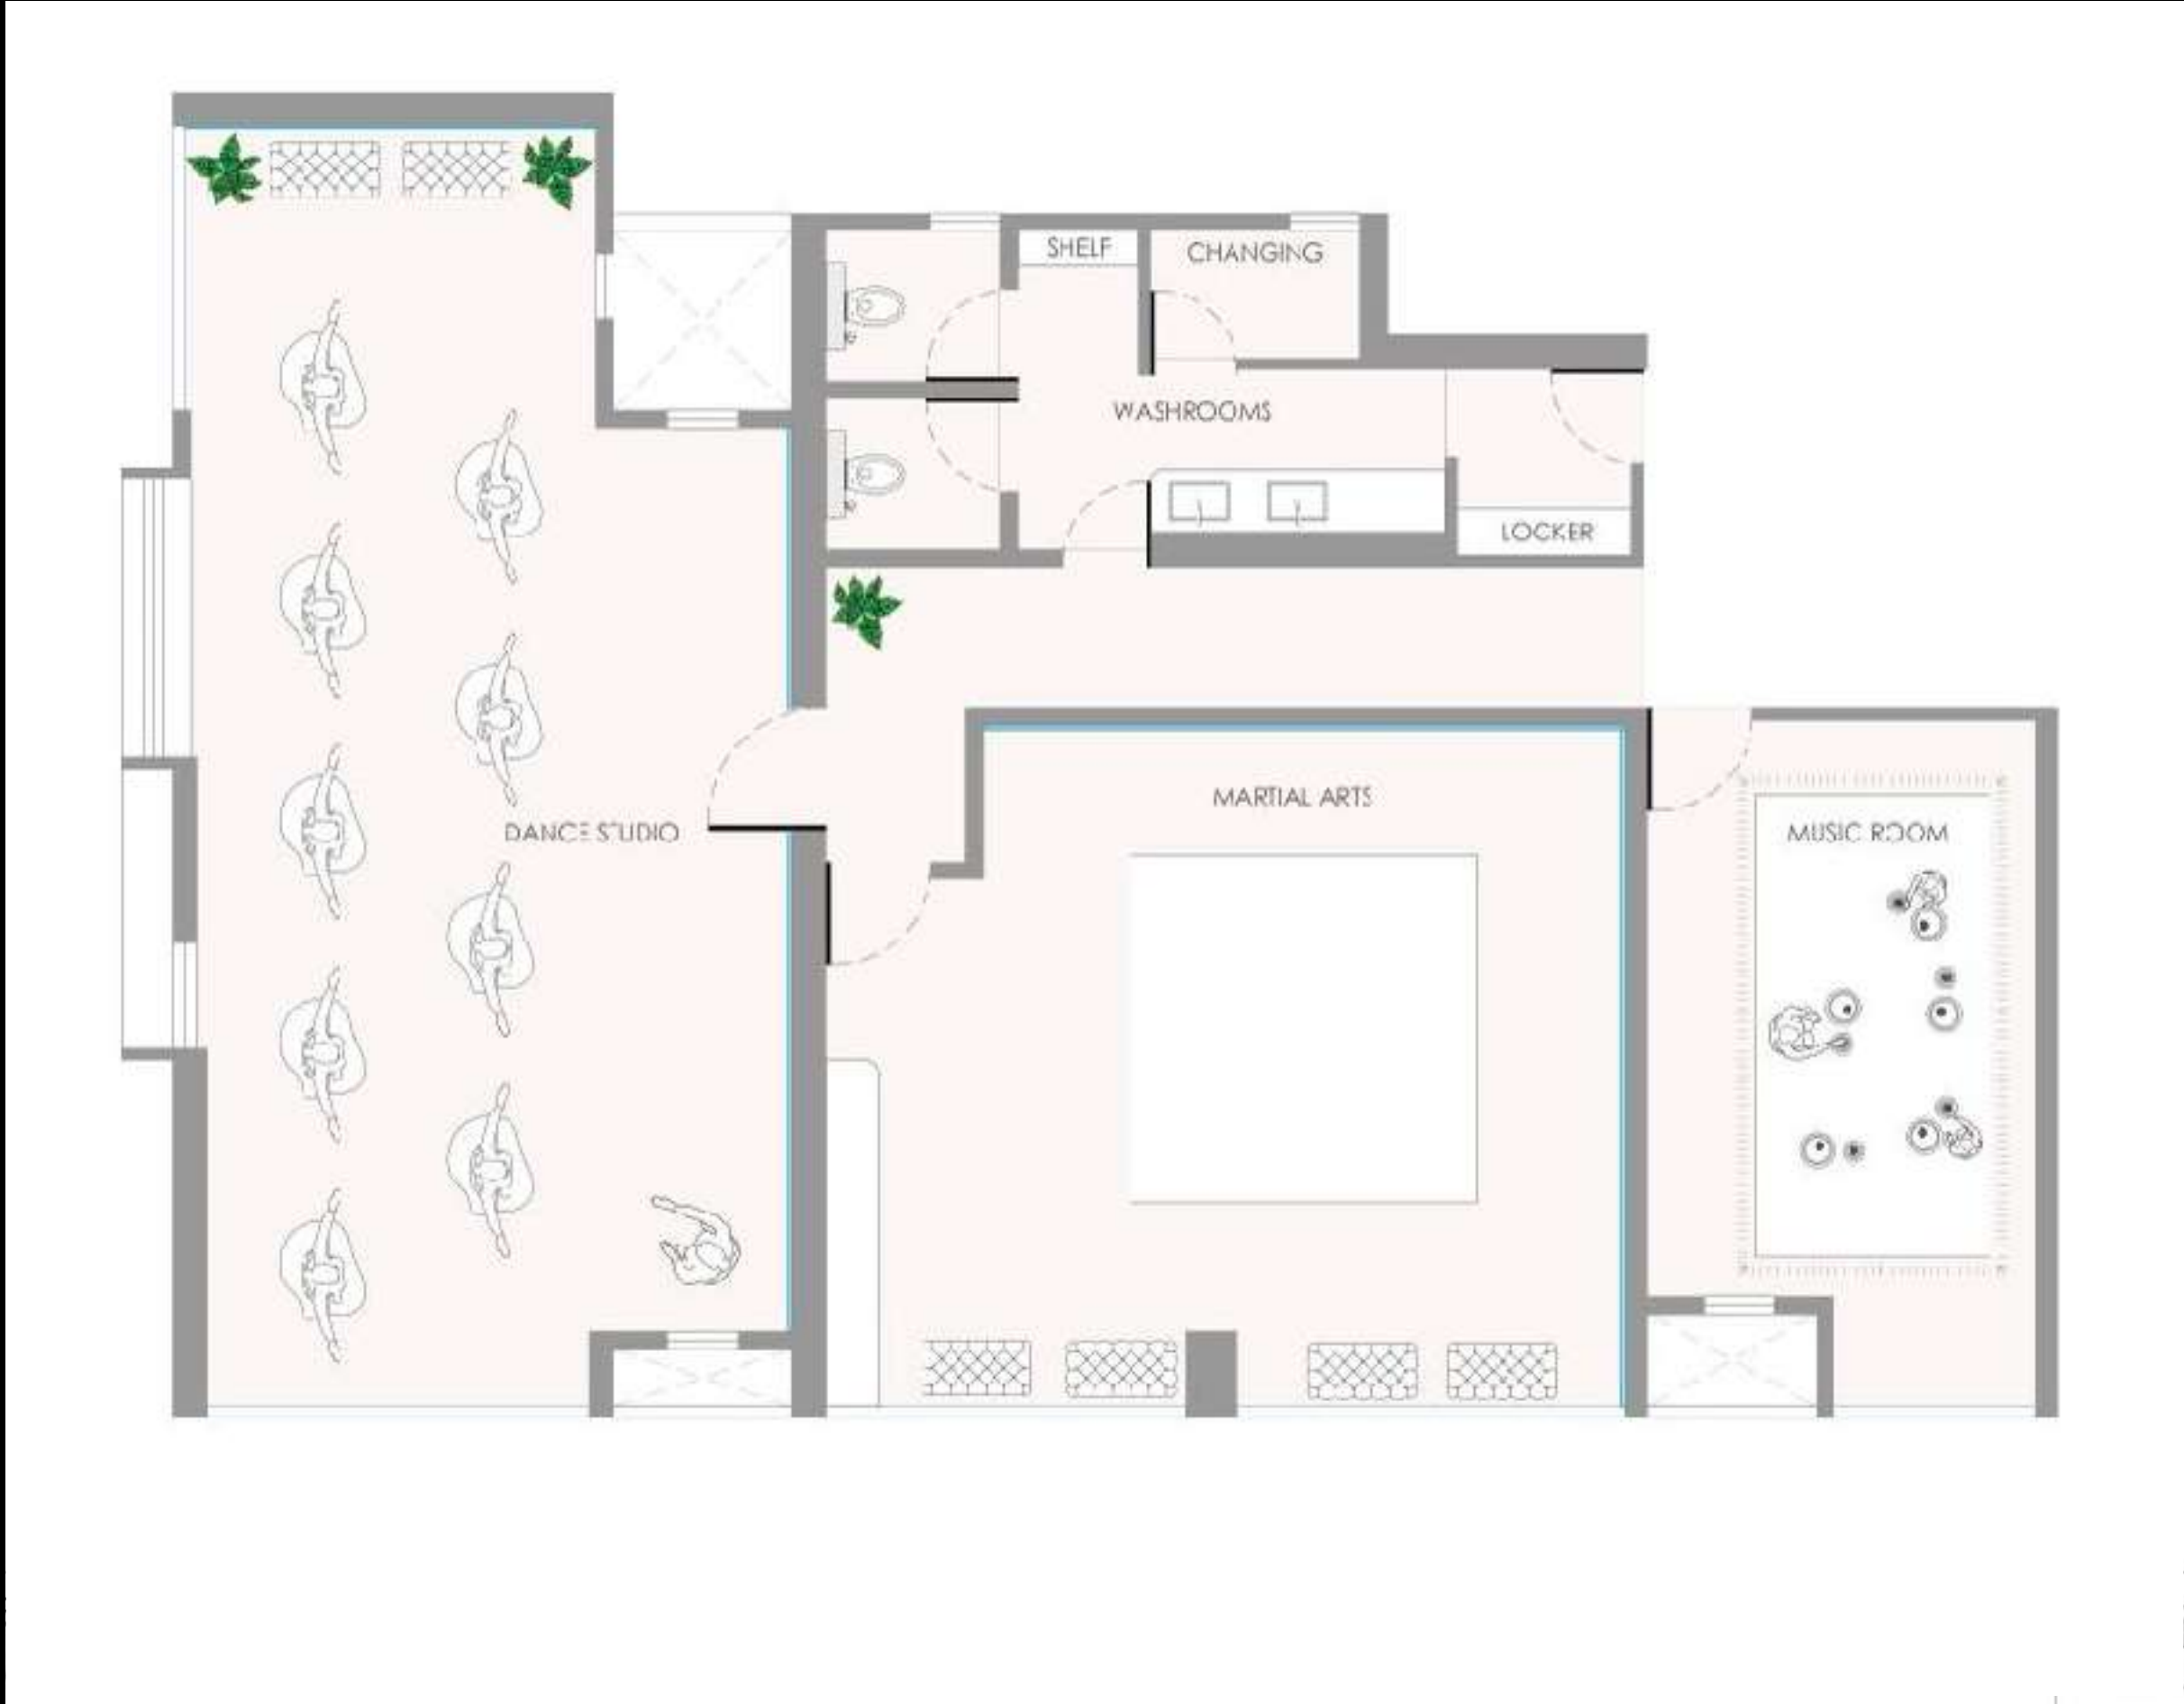 SHELF
CHANGING
WASHROOMS
LOCKER
MARTIAL ARTS
DANCE STUDIO
MUSIC ROOM